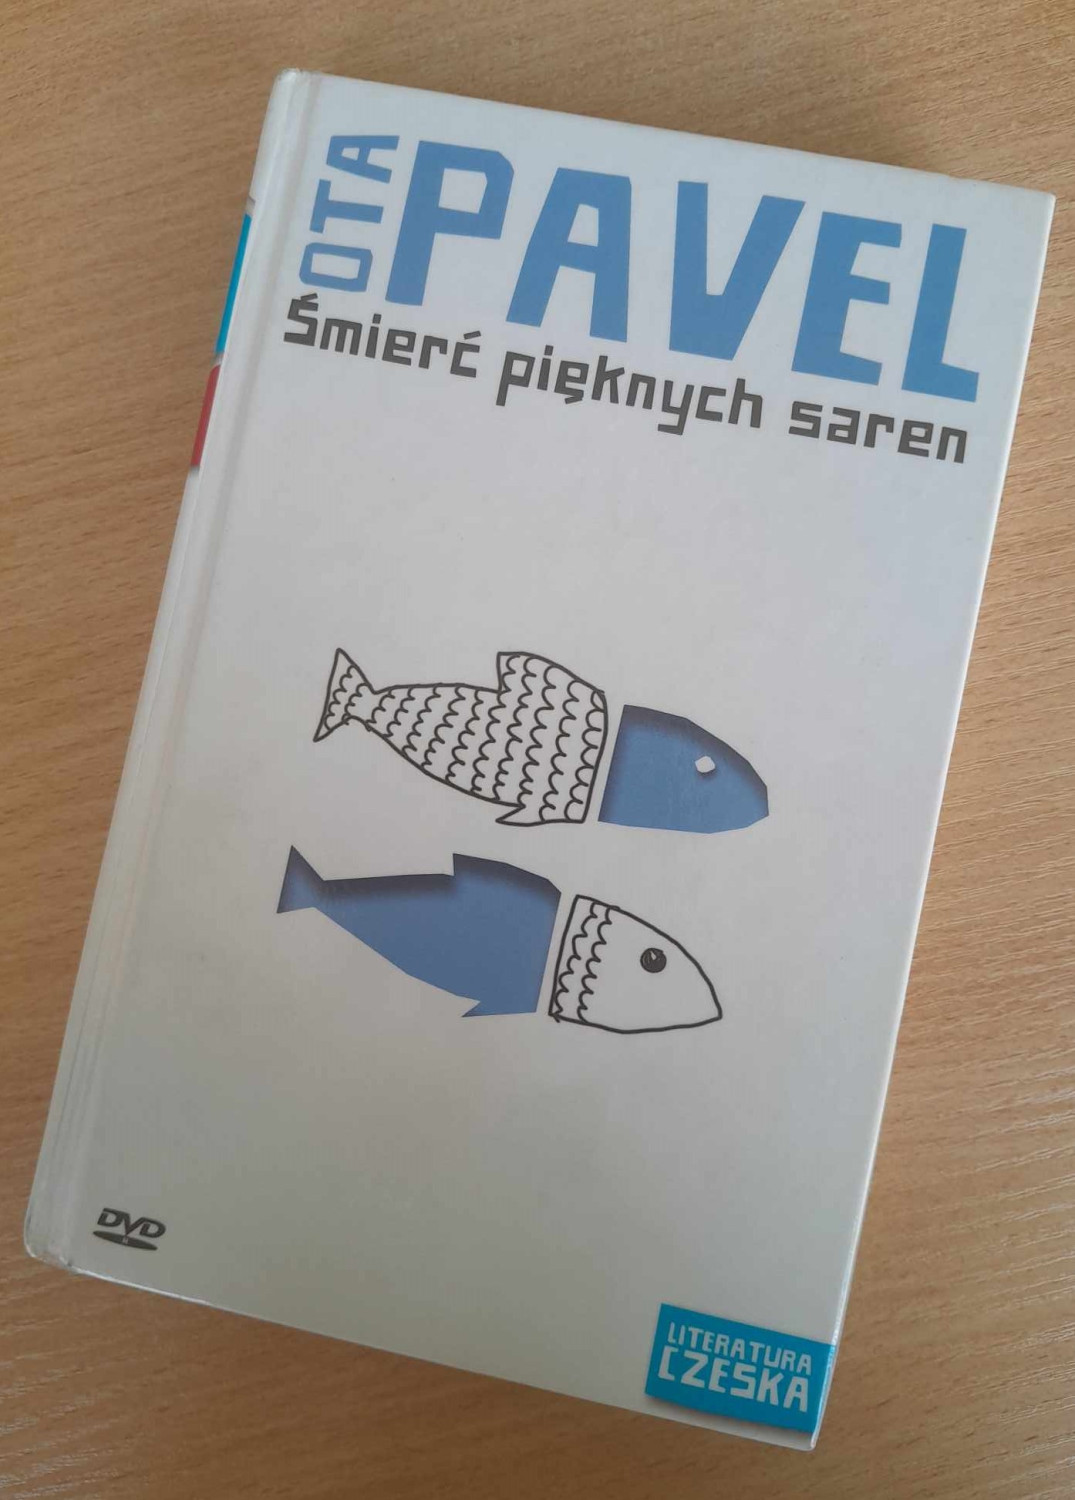 OTA
PAVEL
Śmierć pięknych saren
DVD
LITERATURA
CZESKA